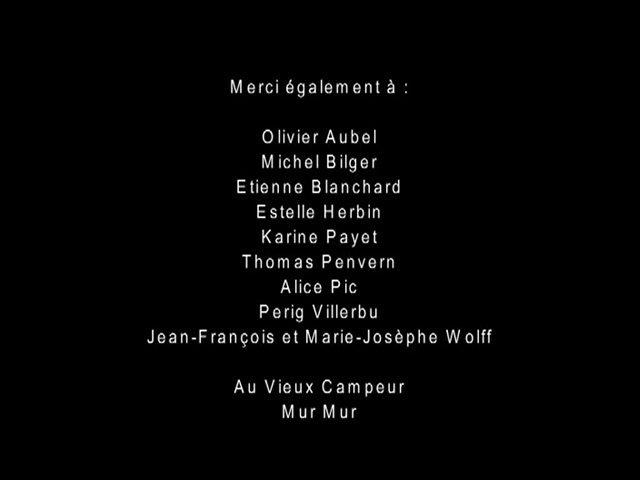 Merci également à :
Olivier Aubel
Michel Bilger
Etienne Blanchard
Estelle Herbin
Karine Payet
Thomas Penvern
Alice Pic
Perig Villerbu
Jean-François et Marie-Josèphe Wolff
Au Vieux Campeur
Mur Mur